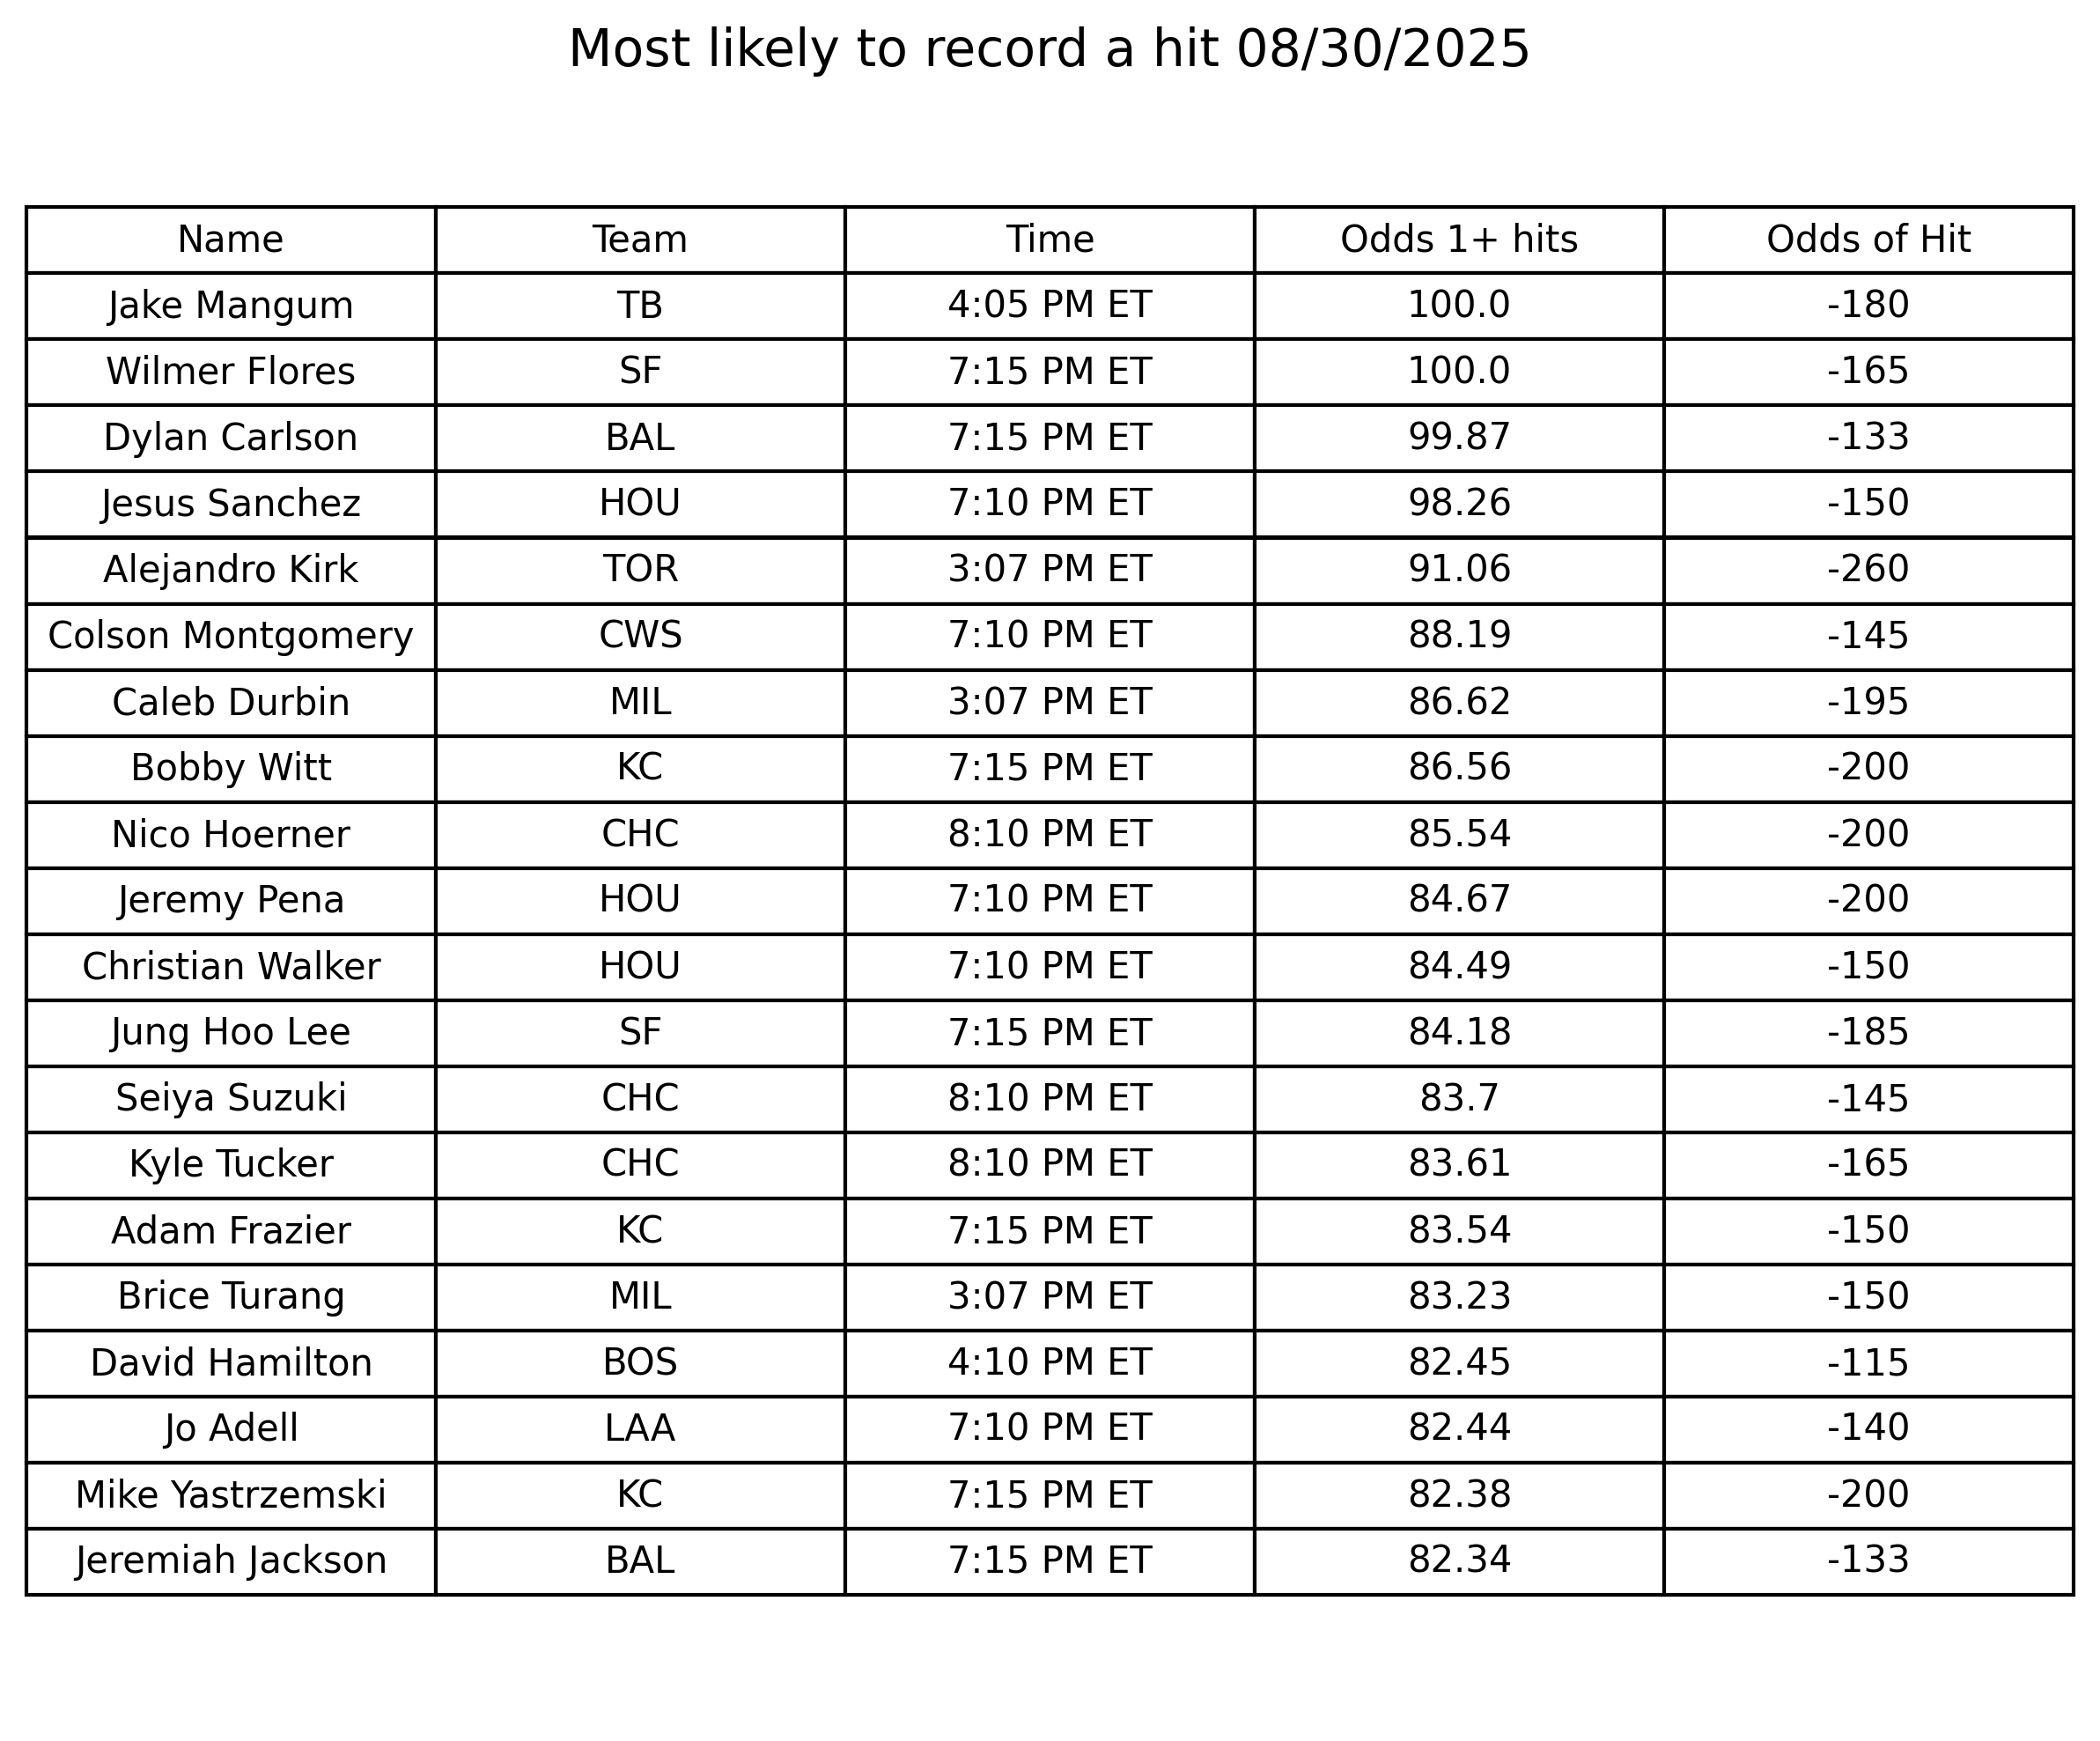 Most likely to record a hit 08/30/2025
Name Team Time Odds 1+ hits Odds of Hit
Jake Mangum TB 4:05 PM ET 100.0 -180
Wilmer Flores SF 7:15 PM ET 100.0 -165
Dylan Carlson BAL 7:15 PM ET 99.87 -133
Jesus Sanchez HOU 7:10 PM ET 98.26 -150
Alejandro Kirk TOR 3:07 PM ET 91.06 -260
Colson Montgomery CWS 7:10 PM ET 88.19 -145
Caleb Durbin MIL 3:07 PM ET 86.62 -195
Bobby Witt KC 7:15 PM ET 86.56 -200
Nico Hoerner CHC 8:10 PM ET 85.54 -200
Jeremy Pena HOU 7:10 PM ET 84.67 -200
Christian Walker HOU 7:10 PM ET 84.49 -150
Jung Hoo Lee SF 7:15 PM ET 84.18 -185
Seiya Suzuki CHC 8:10 PM ET 83.7 -145
Kyle Tucker CHC 8:10 PM ET 83.61 -165
Adam Frazier KC 7:15 PM ET 83.54 -150
Brice Turang MIL 3:07 PM ET 83.23 -150
David Hamilton BOS 4:10 PM ET 82.45 -115
Jo Adell LAA 7:10 PM ET 82.44 -140
Mike Yastrzemski KC 7:15 PM ET 82.38 -200
Jeremiah Jackson BAL 7:15 PM ET 82.34 -133